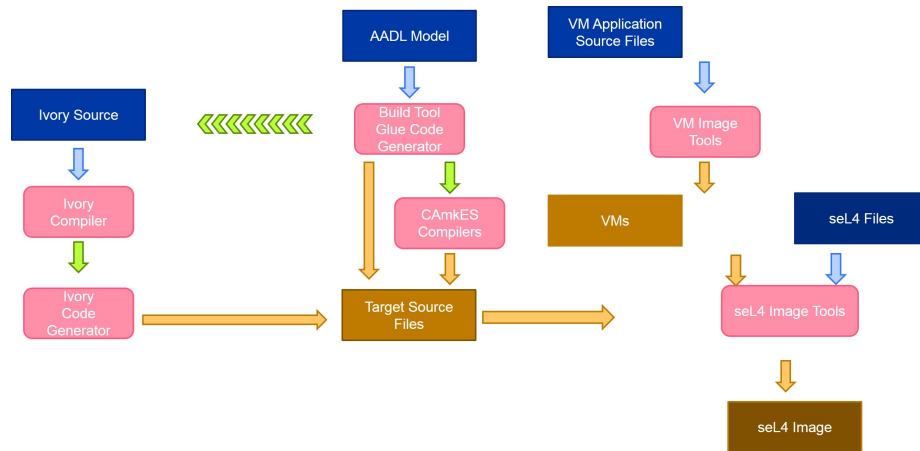 AADL Model
VM Application
Source Files
Ivory Source
Build Tool
Glue Code
Generator
VM Image
Tools
Ivory
Compiler
CAmkES
Compilers
VMs
seL4 Files
Ivory
Code
Generator
Target Source
Files
seL4 Image Tools
seL4 Image